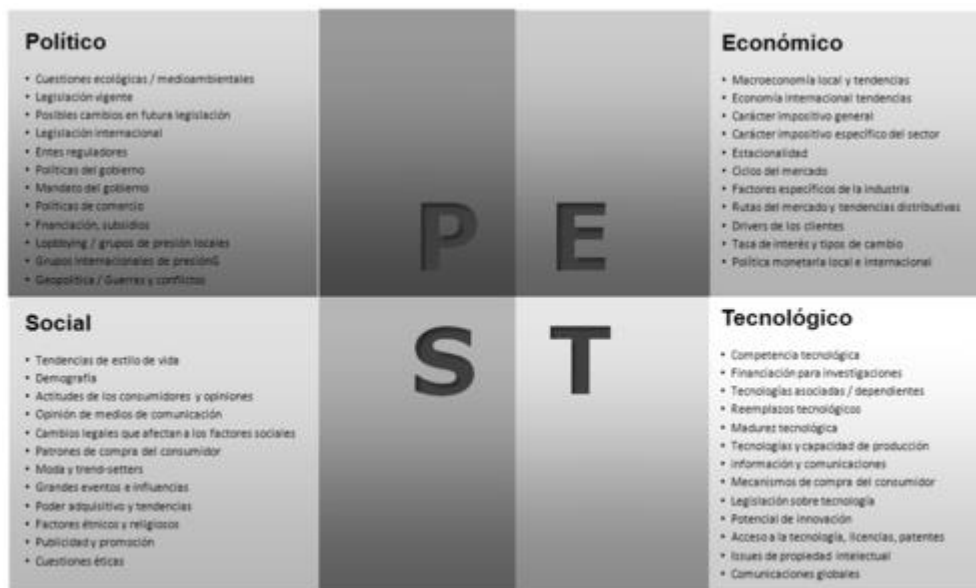 Político
• Cuestiones ecológicas / medioambientales
• Legislación vigente
• Posibles cambios en futura legislación
• Legislación internacional
• Entes reguladores
• Políticas del gobierno
• Mandato del gobierno
• Políticas de comercio
• Financiación, subsidios
• Lopbbying / grupos de presión locales
• Grupos internacionales de presiónG
• Geopolítica / Guerras y conflictos
Económico
• Macroeconomía local y tendencias
• Economía internacional tendencias
• Carácter impositivo general
• Carácter impositivo específico del sector
• Estacionalidad
• Ciclos del mercado
• Factores específicos de la industria
• Rutas del mercado y tendencias distributivas
• Drivers de los clientes
• Tasa de interés y tipos de cambio
• Política monetaria local e internacional
P E
S T
Social
• Tendencias de estilo de vida
• Demografía
• Actitudes de los consumidores y opiniones
• Opinión de medios de comunicación
• Cambios legales que afectan a los factores sociales
• Patrones de compra del consumidor
• Moda y trend-setters
• Grandes eventos e influencias
• Poder adquisitivo y tendencias
• Factores étnicos y religiosos
• Publicidad y promoción
• Cuestiones éticas
Tecnológico
• Competencia tecnológica
• Financiación para investigaciones
• Tecnologías asociadas / dependientes
• Reemplazos tecnológicos
• Madurez tecnológica
• Tecnologías y capacidad de producción
• Información y comunicaciones
• Mecanismos de compra del consumidor
• Legislación sobre tecnología
• Potencial de innovación
• Acceso a la tecnología, licencias, patentes
• Issues de propiedad intelectual
• Comunicaciones globales